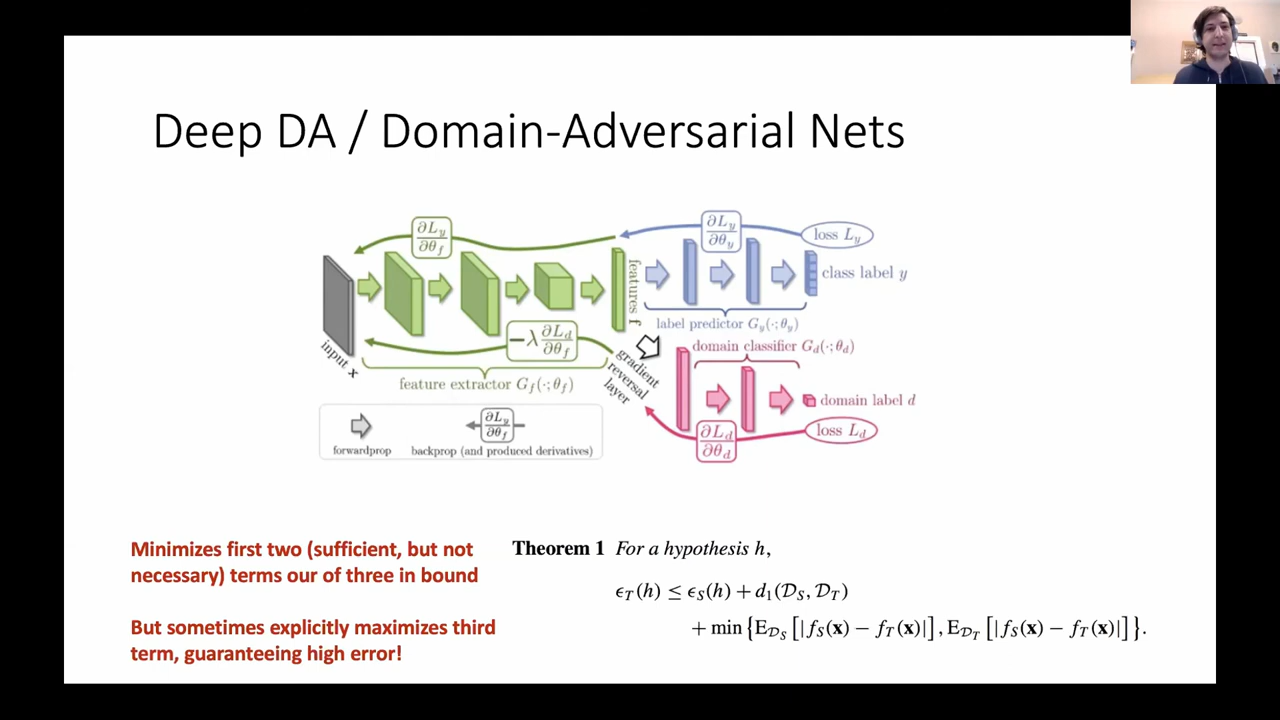 Deep DA / Domain-Adversarial Nets
∂L_y/∂θ_f
∂L_y/∂θ_y
loss L_y
features f
class label y
label predictor G_y(·;θ_y)
−λ ∂L_d/∂θ_f
domain classifier G_d(·;θ_d)
input x
gradient
reversal
layer
feature extractor G_f(·;θ_f)
domain label d
∂L_d/∂θ_d
loss L_d
∂L_y/∂θ_f
forwardprop
backprop (and produced derivatives)
Minimizes first two (sufficient, but not
necessary) terms our of three in bound
But sometimes explicitly maximizes third
term, guaranteeing high error!
Theorem 1 For a hypothesis h,
ϵ_T(h) ≤ ϵ_S(h) + d_1(𝒟_S, 𝒟_T)
+ min{E_{𝒟_S}[|f_S(x) − f_T(x)|], E_{𝒟_T}[|f_S(x) − f_T(x)|]}.